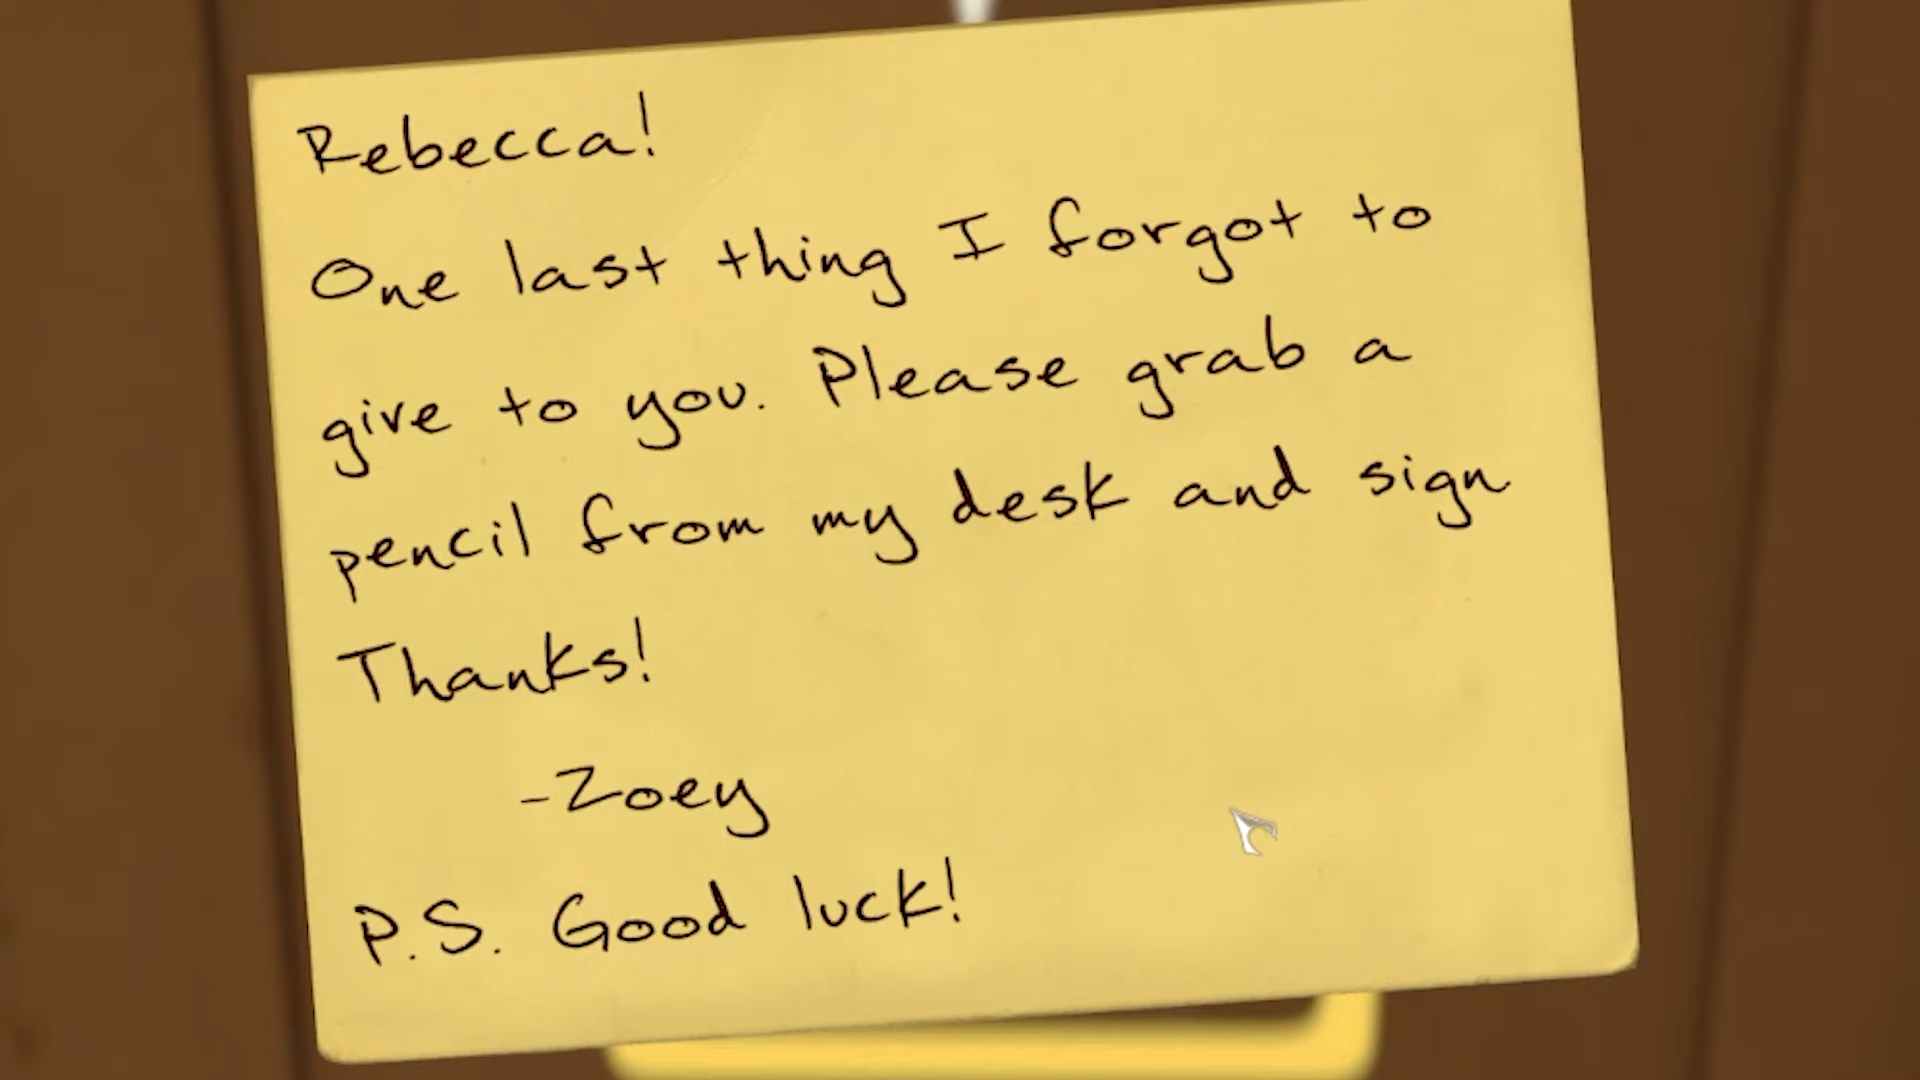 Rebecca!
One last thing I forgot to
give to you. Please grab a
pencil from my desk and sign
Thanks!
-Zoey
P.S. Good luck!